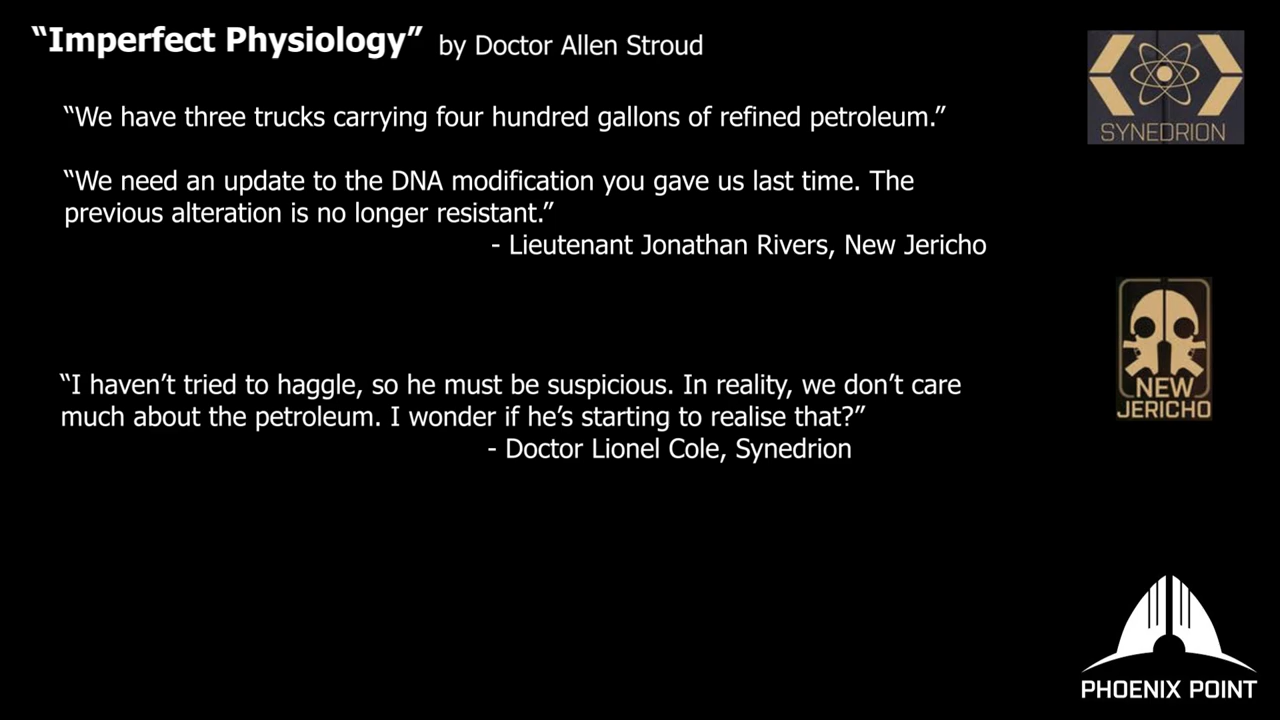 “Imperfect Physiology” by Doctor Allen Stroud
SYNEDRION
“We have three trucks carrying four hundred gallons of refined petroleum.”
“We need an update to the DNA modification you gave us last time. The
previous alteration is no longer resistant.”
- Lieutenant Jonathan Rivers, New Jericho
NEW
JERICHO
“I haven’t tried to haggle, so he must be suspicious. In reality, we don’t care
much about the petroleum. I wonder if he’s starting to realise that?”
- Doctor Lionel Cole, Synedrion
PHOENIX POINT